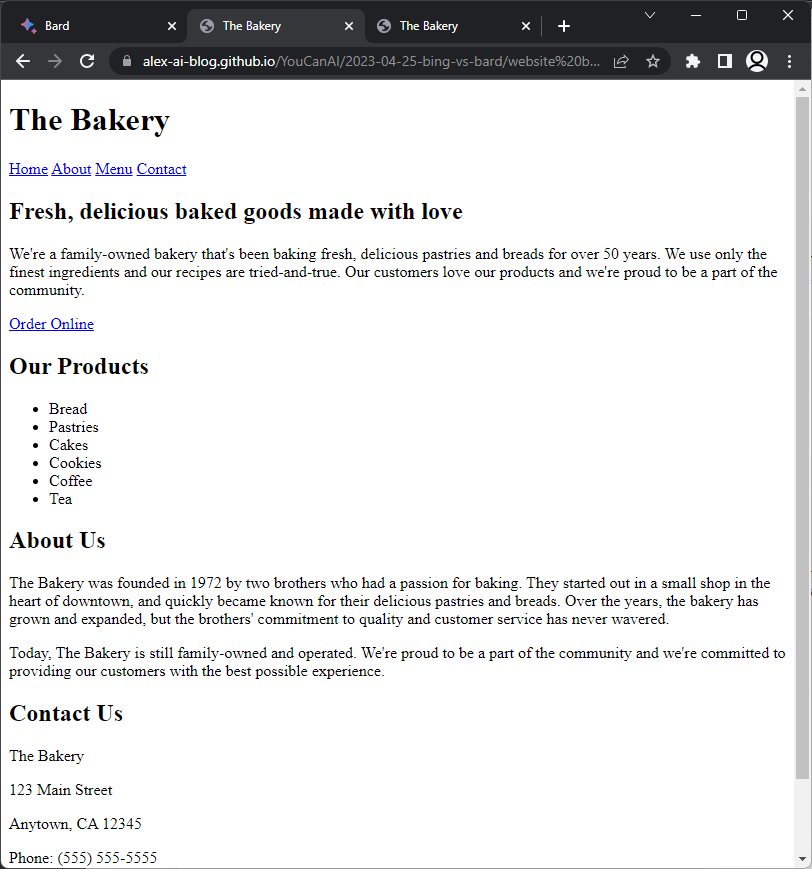 Bard
The Bakery
The Bakery
alex-ai-blog.github.io/YouCanAI/2023-04-25-bing-vs-bard/website%20b...
The Bakery
Home About Menu Contact
Fresh, delicious baked goods made with love
We're a family-owned bakery that's been baking fresh, delicious pastries and breads for over 50 years. We use only the
finest ingredients and our recipes are tried-and-true. Our customers love our products and we're proud to be a part of the
community.
Order Online
Our Products
Bread
Pastries
Cakes
Cookies
Coffee
Tea
About Us
The Bakery was founded in 1972 by two brothers who had a passion for baking. They started out in a small shop in the
heart of downtown, and quickly became known for their delicious pastries and breads. Over the years, the bakery has
grown and expanded, but the brothers' commitment to quality and customer service has never wavered.
Today, The Bakery is still family-owned and operated. We're proud to be a part of the community and we're committed to
providing our customers with the best possible experience.
Contact Us
The Bakery
123 Main Street
Anytown, CA 12345
Phone: (555) 555-5555